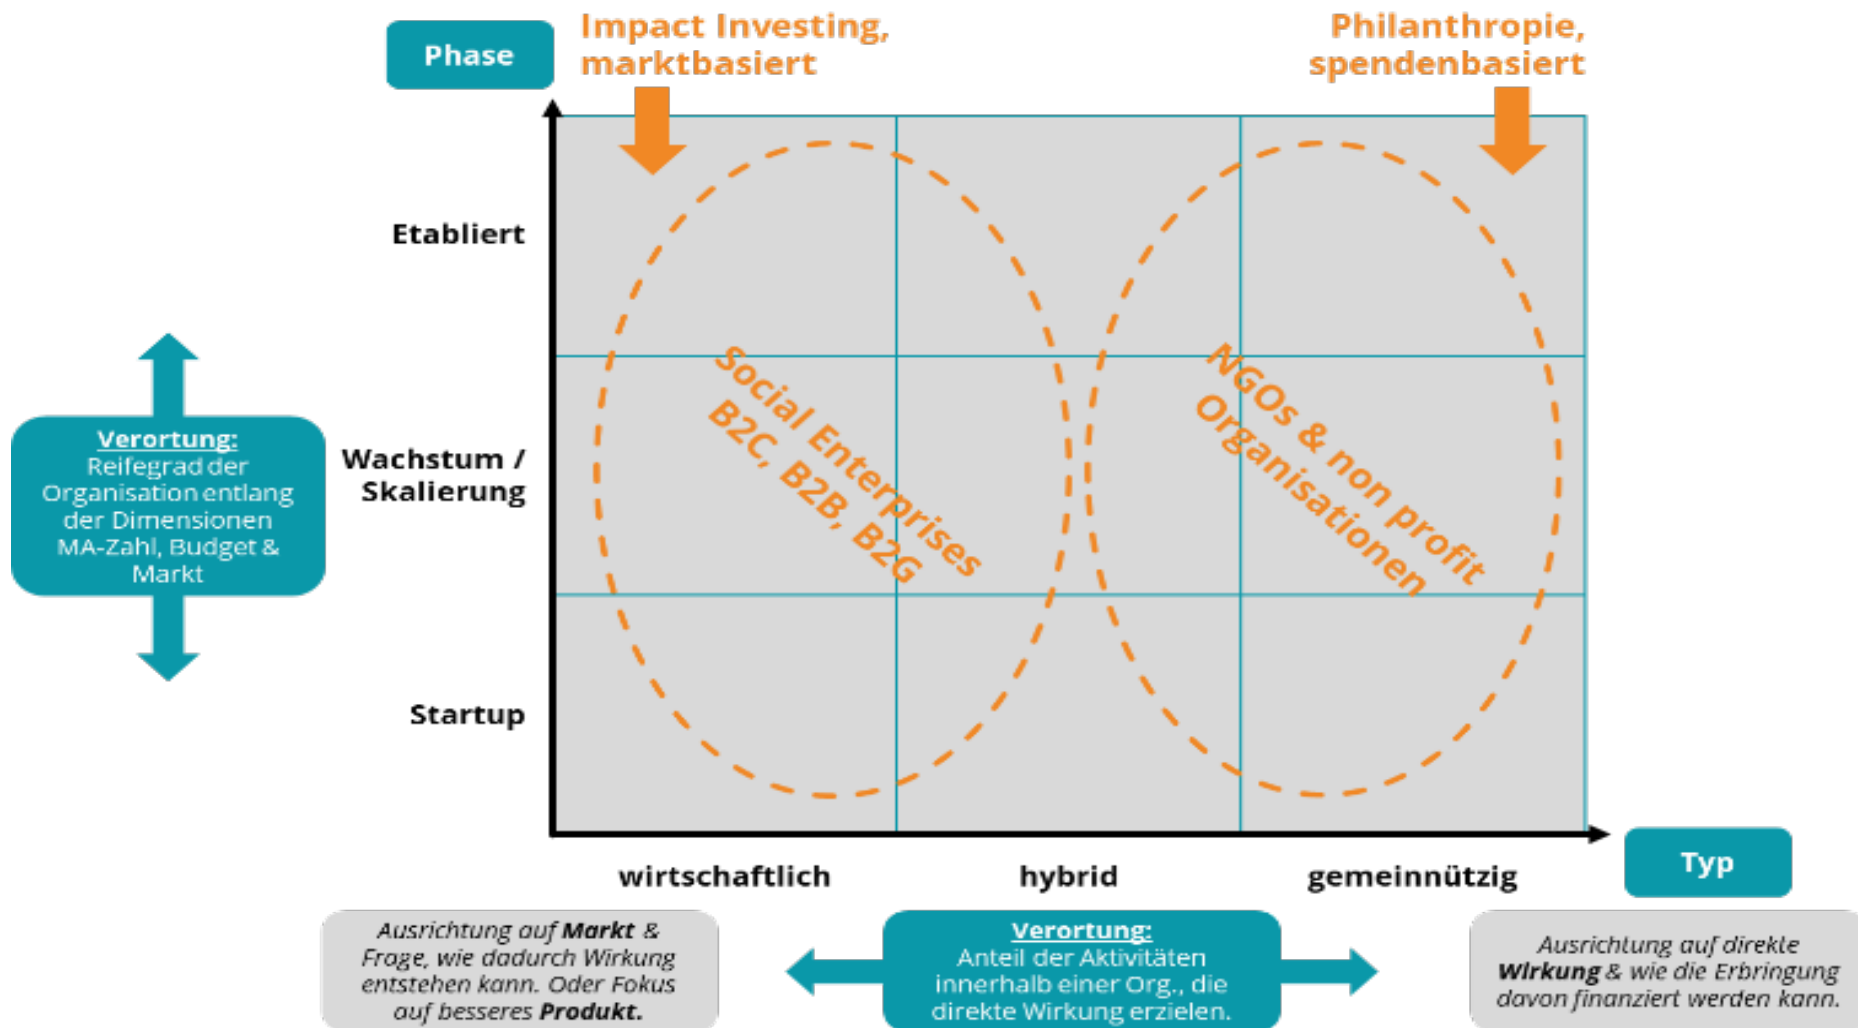 Phase
Impact Investing,
marktbasiert
Philanthropie,
spendenbasiert
Etabliert
Wachstum /
Skalierung
Startup
Verortung:
Reifegrad der
Organisation entlang
der Dimensionen
MA-Zahl, Budget &
Markt
Social Enterprises
B2C, B2B, B2G
NGOs & non profit
Organisationen
wirtschaftlich
hybrid
gemeinnützig
Typ
Ausrichtung auf Markt &
Frage, wie dadurch Wirkung
entstehen kann. Oder Fokus
auf besseres Produkt.
Verortung:
Anteil der Aktivitäten
innerhalb einer Org., die
direkte Wirkung erzielen.
Ausrichtung auf direkte
Wirkung & wie die Erbringung
davon finanziert werden kann.